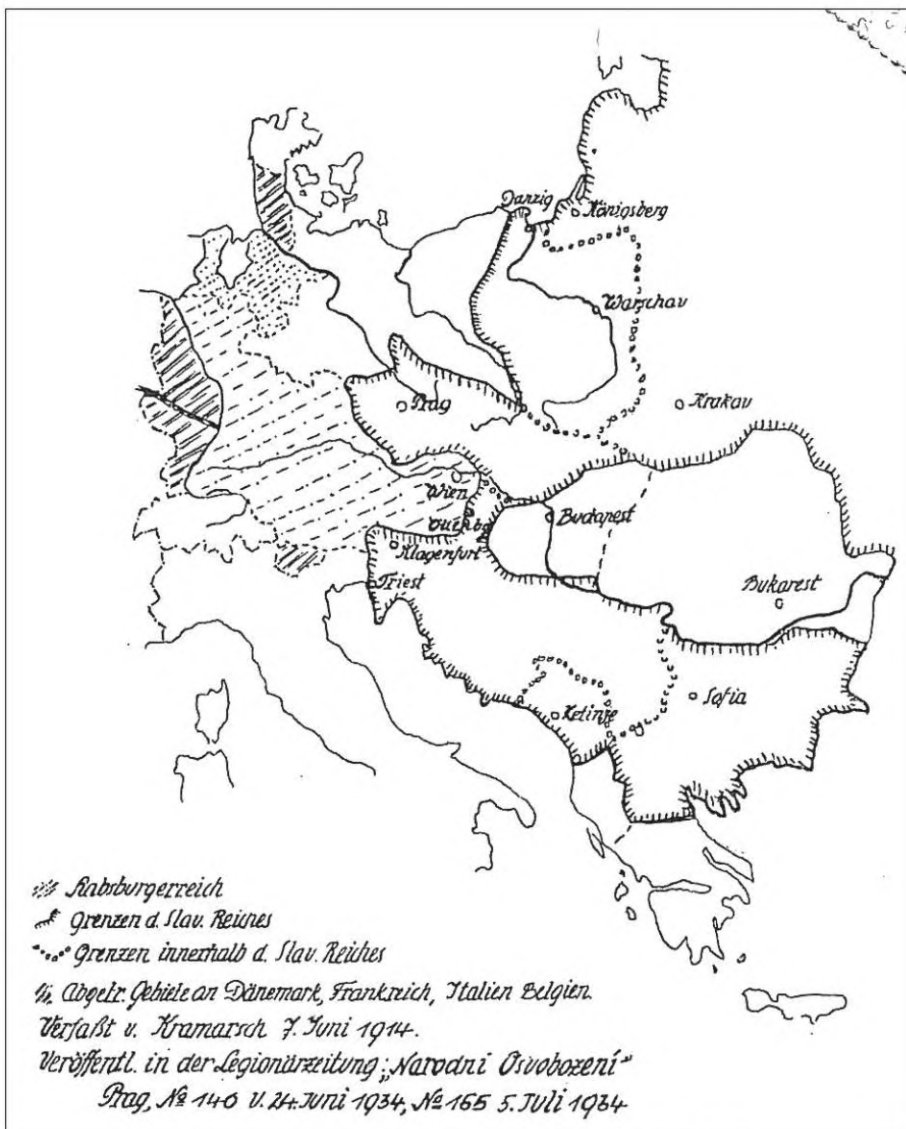 Danzig
Königsberg
Warschau
Krakau
Prag
Wien
Budapest
Klagenfurt
Triest
Bukarest
Sofia
Ketinje
Habsburgerreich
Grenzen d. Slav. Reiches
Grenzen innerhalb d. Slav. Reiches
Abgetr. Gebiete an Dänemark, Frankreich, Italien Belgien.
Verfaßt v. Kramarsch 7. Juni 1914.
Veröffentl. in der Legionärzeitung: „Narodni Osvobození"
Prag, № 140 v. 24. Juni 1934, № 165 5. Juli 1934